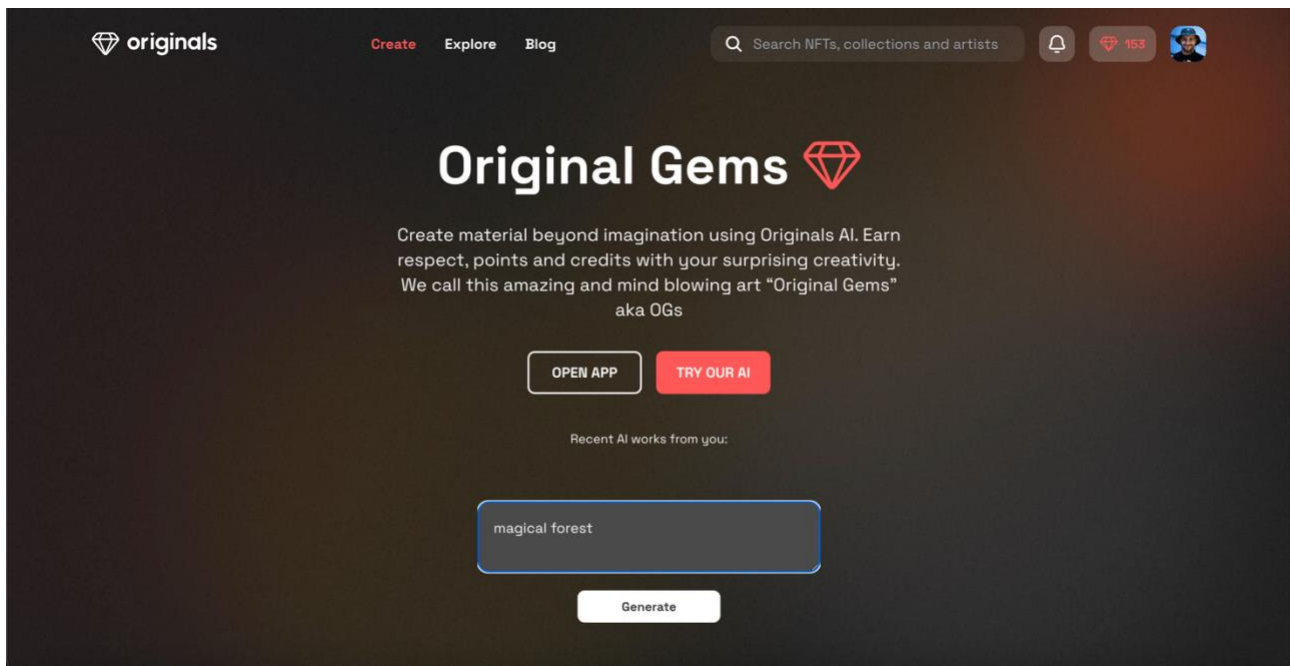 originals
Create Explore Blog
Search NFTs, collections and artists
153
Original Gems
Create material beyond imagination using Originals AI. Earn
respect, points and credits with your surprising creativity.
We call this amazing and mind blowing art “Original Gems”
aka OGs
OPEN APP TRY OUR AI
Recent AI works from you:
magical forest
Generate